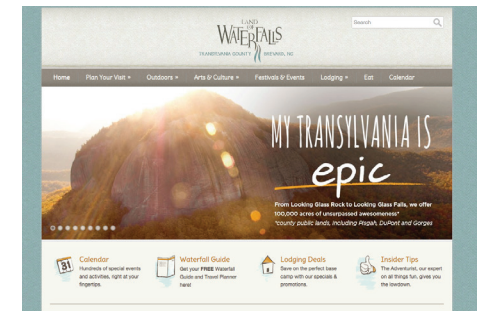 LAND
OF
WATERFALLS
TRANSYLVANIA COUNTY BREVARD, NC
Search
Home Plan Your Visit » Outdoors » Arts & Culture » Festivals & Events Lodging » Eat Calendar
MY TRANSYLVANIA IS
epic
From Looking Glass Rock to Looking Glass Falls, we offer
100,000 acres of unsurpassed awesomeness*
*county public lands, including Pisgah, DuPont and Gorges
31
Calendar
Hundreds of special events
and activities, right at your
fingertips.
Waterfall Guide
Get your FREE Waterfall
Guide and Travel Planner
here!
Lodging Deals
Save on the perfect base
camp with our specials &
promotions.
Insider Tips
The Adventurist, our expert
on all things fun, gives you
the lowdown.